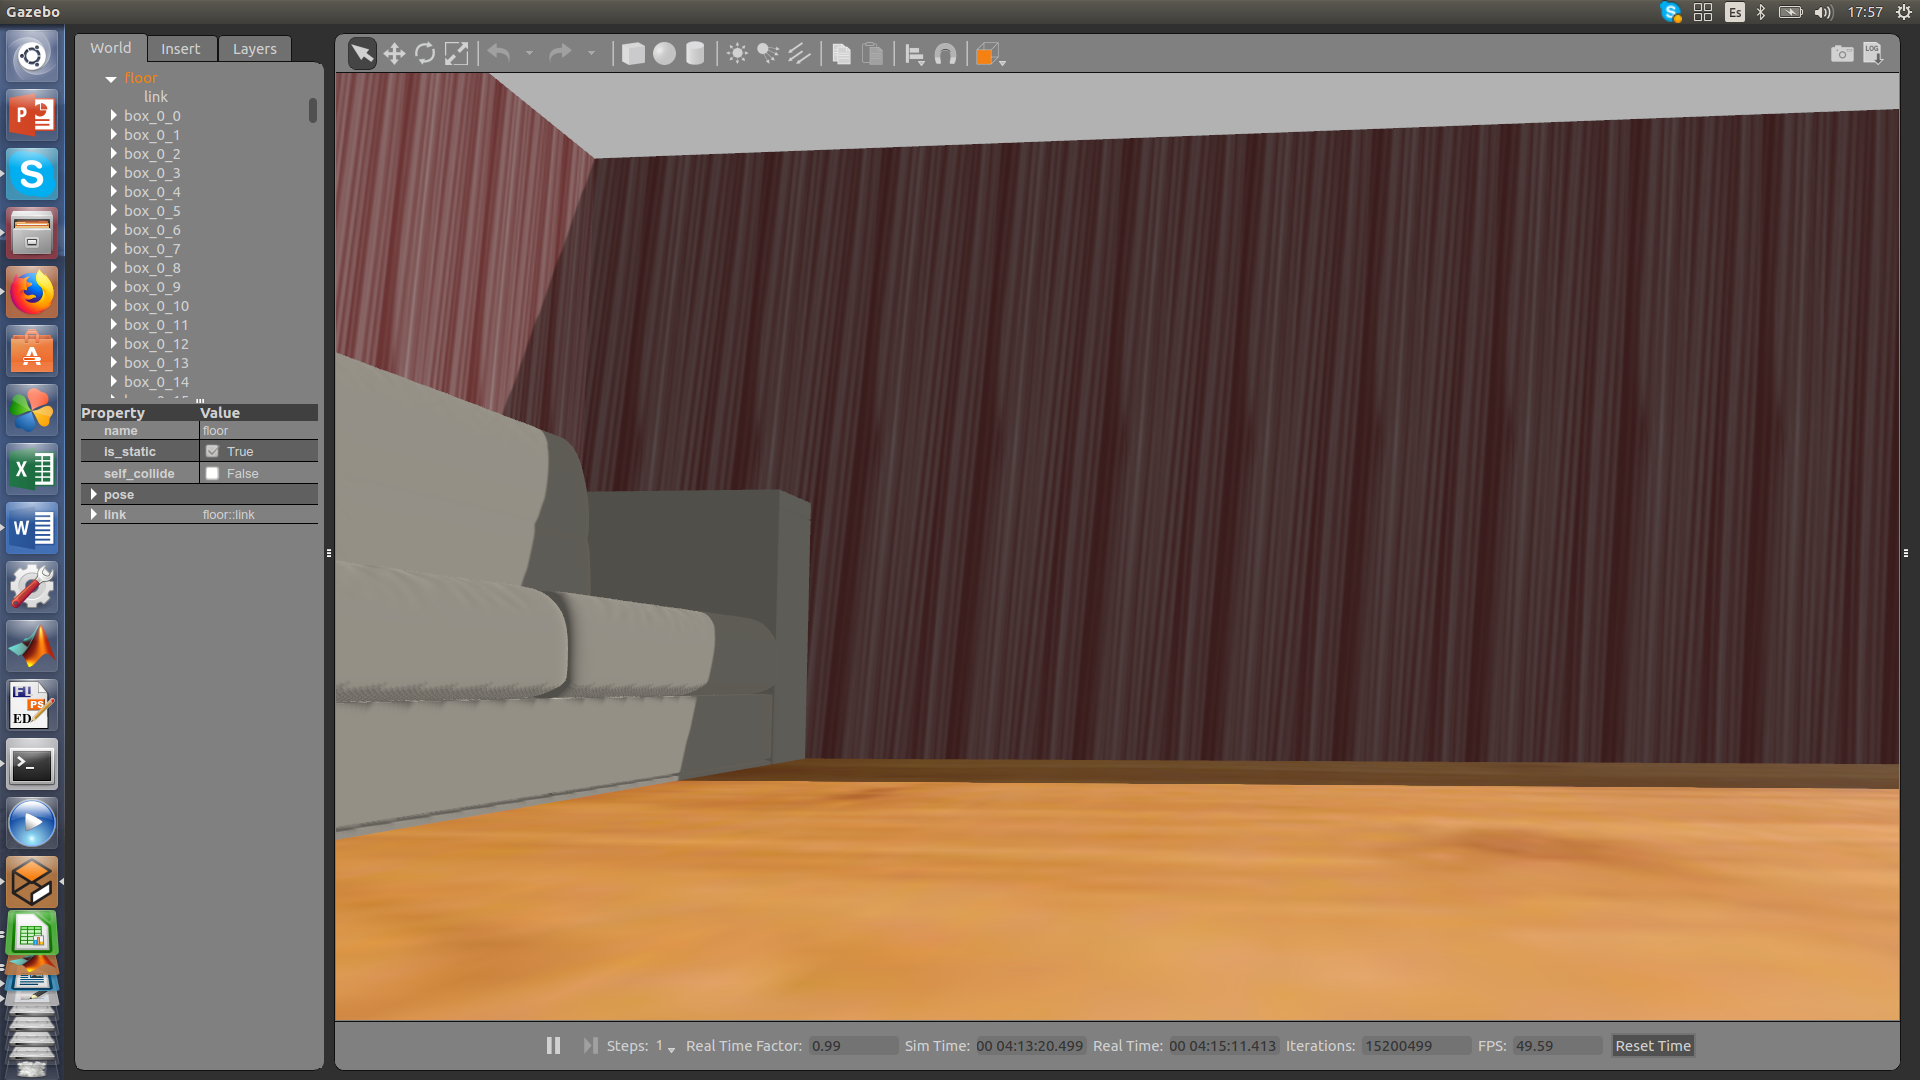 Gazebo
Es
17:57
World
Insert
Layers
LOG
floor
link
box_0_0
box_0_1
box_0_2
box_0_3
box_0_4
box_0_5
box_0_6
box_0_7
box_0_8
box_0_9
box_0_10
box_0_11
box_0_12
box_0_13
box_0_14
Property Value
name floor
is_static True
self_collide False
pose
link floor::link
Steps: 1 Real Time Factor: 0.99 Sim Time: 00 04:13:20.499 Real Time: 00 04:15:11.413 Iterations: 15200499 FPS: 49.59 Reset Time